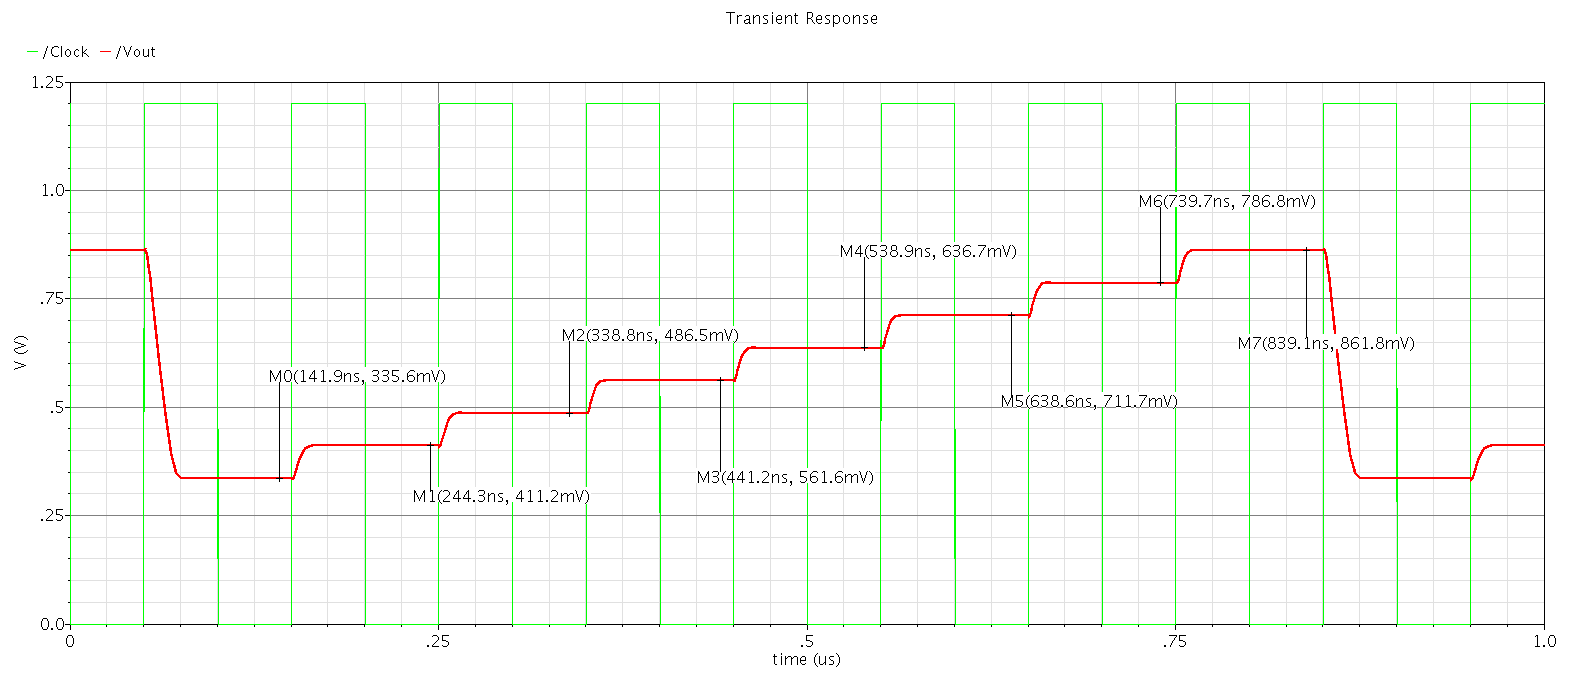 Transient Response
/Clock /Vout
1.25
1.0
.75
.5
.25
0.0
V (V)
M6(739.7ns, 786.8mV)
M4(538.9ns, 636.7mV)
M2(338.8ns, 486.5mV)
M7(839.1ns, 861.8mV)
M0(141.9ns, 335.6mV)
M5(638.6ns, 711.7mV)
M3(441.2ns, 561.6mV)
M1(244.3ns, 411.2mV)
0 .25 .5 .75 1.0
time (us)